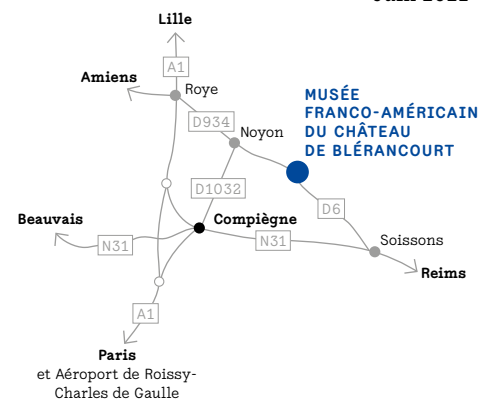 Lille
A1
Amiens
Roye
MUSÉE
FRANCO-AMÉRICAIN
DU CHÂTEAU
DE BLÉRANCOURT
D934
Noyon
D1032
D6
Beauvais
Compiègne
N31
N31
Soissons
Reims
A1
Paris
et Aéroport de Roissy-
Charles de Gaulle